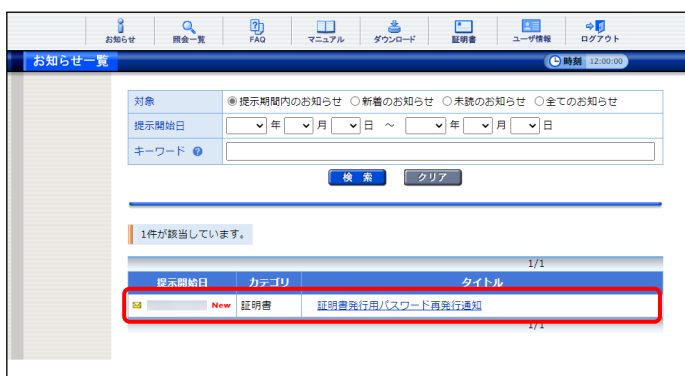 お知らせ 照会一覧 FAQ マニュアル ダウンロード 証明書 ユーザ情報 ログアウト
お知らせ一覧 時刻 12:00:00
対象 提示期間内のお知らせ 新着のお知らせ 未読のお知らせ 全てのお知らせ
提示開始日 年 月 日 ～ 年 月 日
キーワード ?
検 索 クリア
1件が該当しています。
1/1
提示開始日 カテゴリ タイトル
New 証明書 証明書発行用パスワード再発行通知
1/1